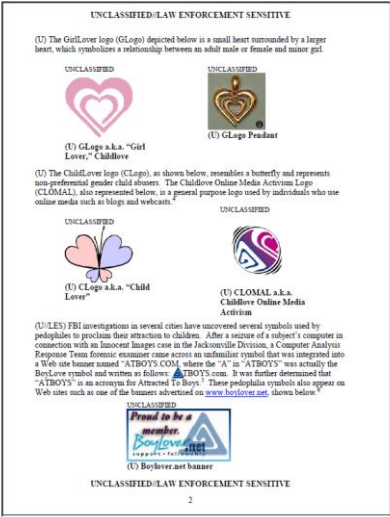 UNCLASSIFIED//LAW ENFORCEMENT SENSITIVE
(U) The GirlLover logo (GLogo) depicted below is a small heart surrounded by a larger
heart, which symbolizes a relationship between an adult male or female and minor girl.
UNCLASSIFIED
UNCLASSIFIED
(U) GLogo a.k.a. “Girl
Lover,” Childlove
(U) GLogo Pendant
(U) The ChildLover logo (CLogo), as shown below, resembles a butterfly and represents
non-preferential gender child abusers. The Childlove Online Media Activism Logo
(CLOMAL), also represented below, is a general purpose logo used by individuals who use
online media such as blogs and webcasts.4
UNCLASSIFIED
UNCLASSIFIED
(U) CLogo a.k.a. “Child
Lover”
(U) CLOMAL a.k.a.
Childlove Online Media
Activism
(U//LES) FBI investigations in several cities have uncovered several symbols used by
pedophiles to proclaim their attraction to children. After a seizure of a subject’s computer in
connection with an Innocent Images case in the Jacksonville Division, a Computer Analysis
Response Team forensic examiner came across an unfamiliar symbol that was integrated into
a Web site banner named “ATBOYS.COM, where the “A” in “ATBOYS” was actually the
BoyLove symbol and written as follows: TBOYS.com. It was further determined that
“ATBOYS” is an acronym for Attracted To Boys.5 These pedophilia symbols also appear on
Web sites such as one of the banners advertised on www.boylover.net, shown below.6
UNCLASSIFIED
Proud to be a
member.
BoyLover.net
support • fellowship
(U) Boylover.net banner
UNCLASSIFIED//LAW ENFORCEMENT SENSITIVE
2